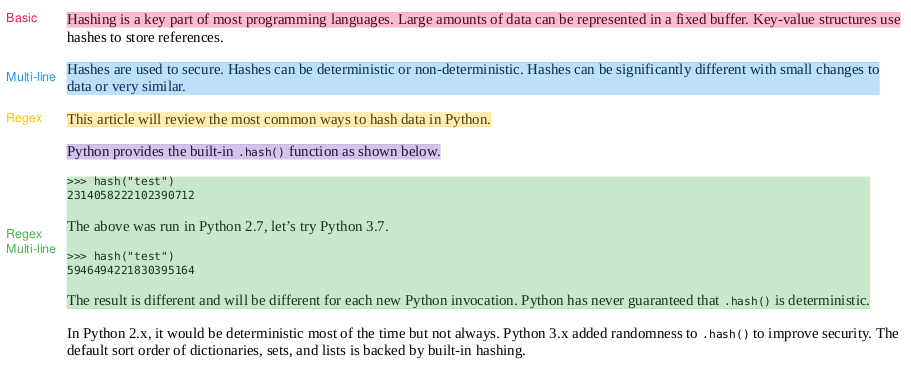 Basic
Hashing is a key part of most programming languages. Large amounts of data can be represented in a fixed buffer. Key-value structures use
hashes to store references.
Multi-line
Hashes are used to secure. Hashes can be deterministic or non-deterministic. Hashes can be significantly different with small changes to
data or very similar.
Regex
This article will review the most common ways to hash data in Python.
Python provides the built-in .hash() function as shown below.
Regex
Multi-line
>>> hash("test")
2314058222102390712
The above was run in Python 2.7, let’s try Python 3.7.
>>> hash("test")
5946494221830395164
The result is different and will be different for each new Python invocation. Python has never guaranteed that .hash() is deterministic.
In Python 2.x, it would be deterministic most of the time but not always. Python 3.x added randomness to .hash() to improve security. The
default sort order of dictionaries, sets, and lists is backed by built-in hashing.